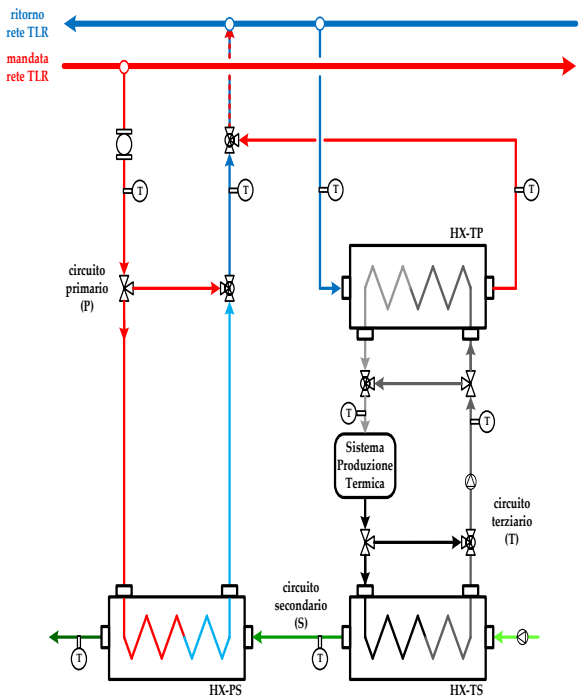 ritorno
rete TLR
mandata
rete TLR
T
T
T
T
HX-TP
circuito
primario
(P)
T
T
Sistema
Produzione
Termica
circuito
terziario
(T)
circuito
secondario
(S)
T
T
HX-PS
HX-TS